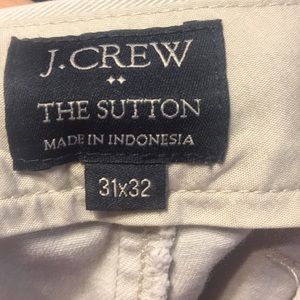 J.CREW
THE SUTTON
MADE IN INDONESIA
31x32